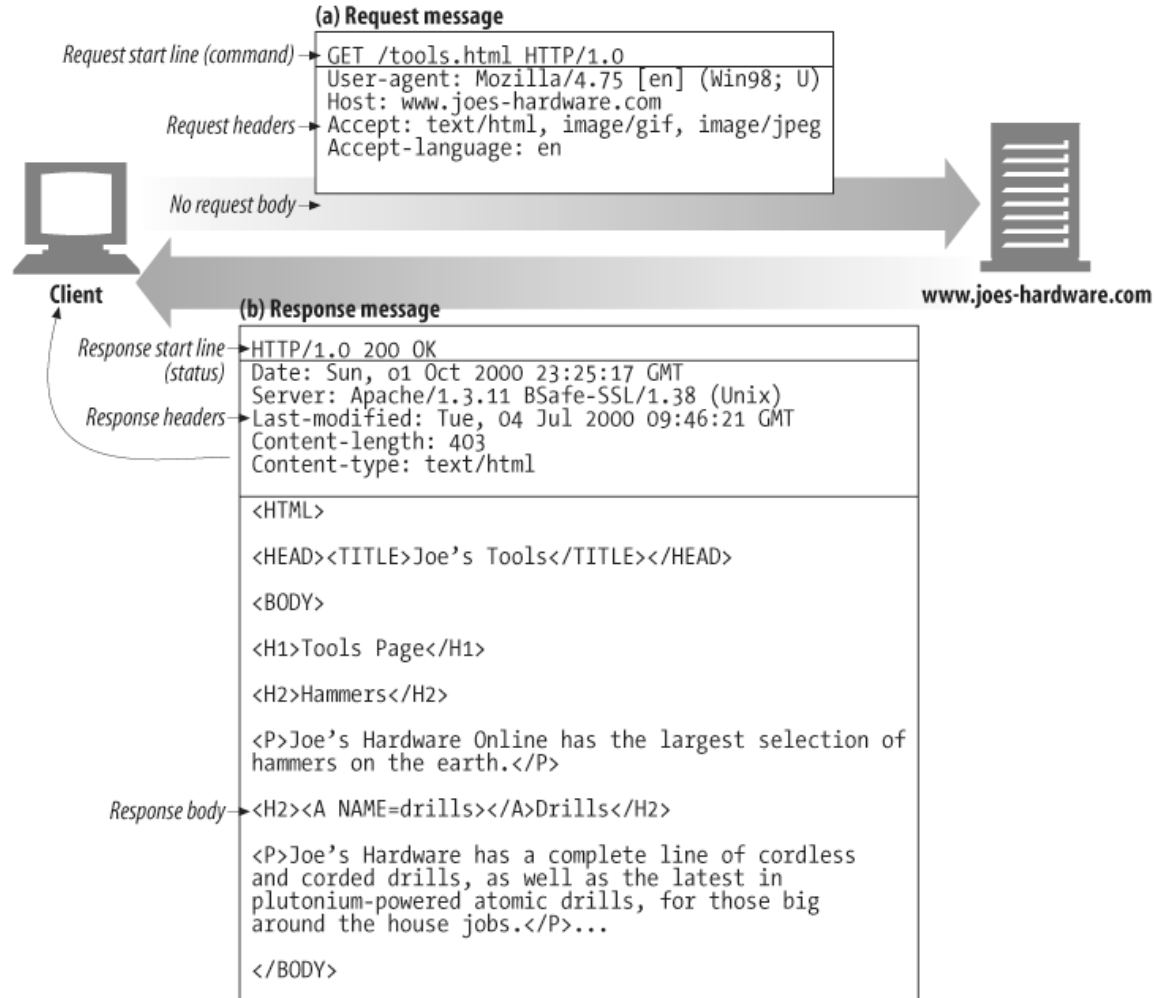 (a) Request message
Request start line (command)
GET /tools.html HTTP/1.0
User-agent: Mozilla/4.75 [en] (Win98; U)
Host: www.joes-hardware.com
Request headers
Accept: text/html, image/gif, image/jpeg
Accept-language: en
No request body
Client
www.joes-hardware.com
(b) Response message
Response start line
(status)
HTTP/1.0 200 OK
Date: Sun, 01 Oct 2000 23:25:17 GMT
Server: Apache/1.3.11 BSafe-SSL/1.38 (Unix)
Response headers
Last-modified: Tue, 04 Jul 2000 09:46:21 GMT
Content-length: 403
Content-type: text/html
<HTML>
<HEAD><TITLE>Joe's Tools</TITLE></HEAD>
<BODY>
<H1>Tools Page</H1>
<H2>Hammers</H2>
<P>Joe's Hardware Online has the largest selection of
hammers on the earth.</P>
Response body
<H2><A NAME=drills></A>Drills</H2>
<P>Joe's Hardware has a complete line of cordless
and corded drills, as well as the latest in
plutonium-powered atomic drills, for those big
around the house jobs.</P>...
</BODY>